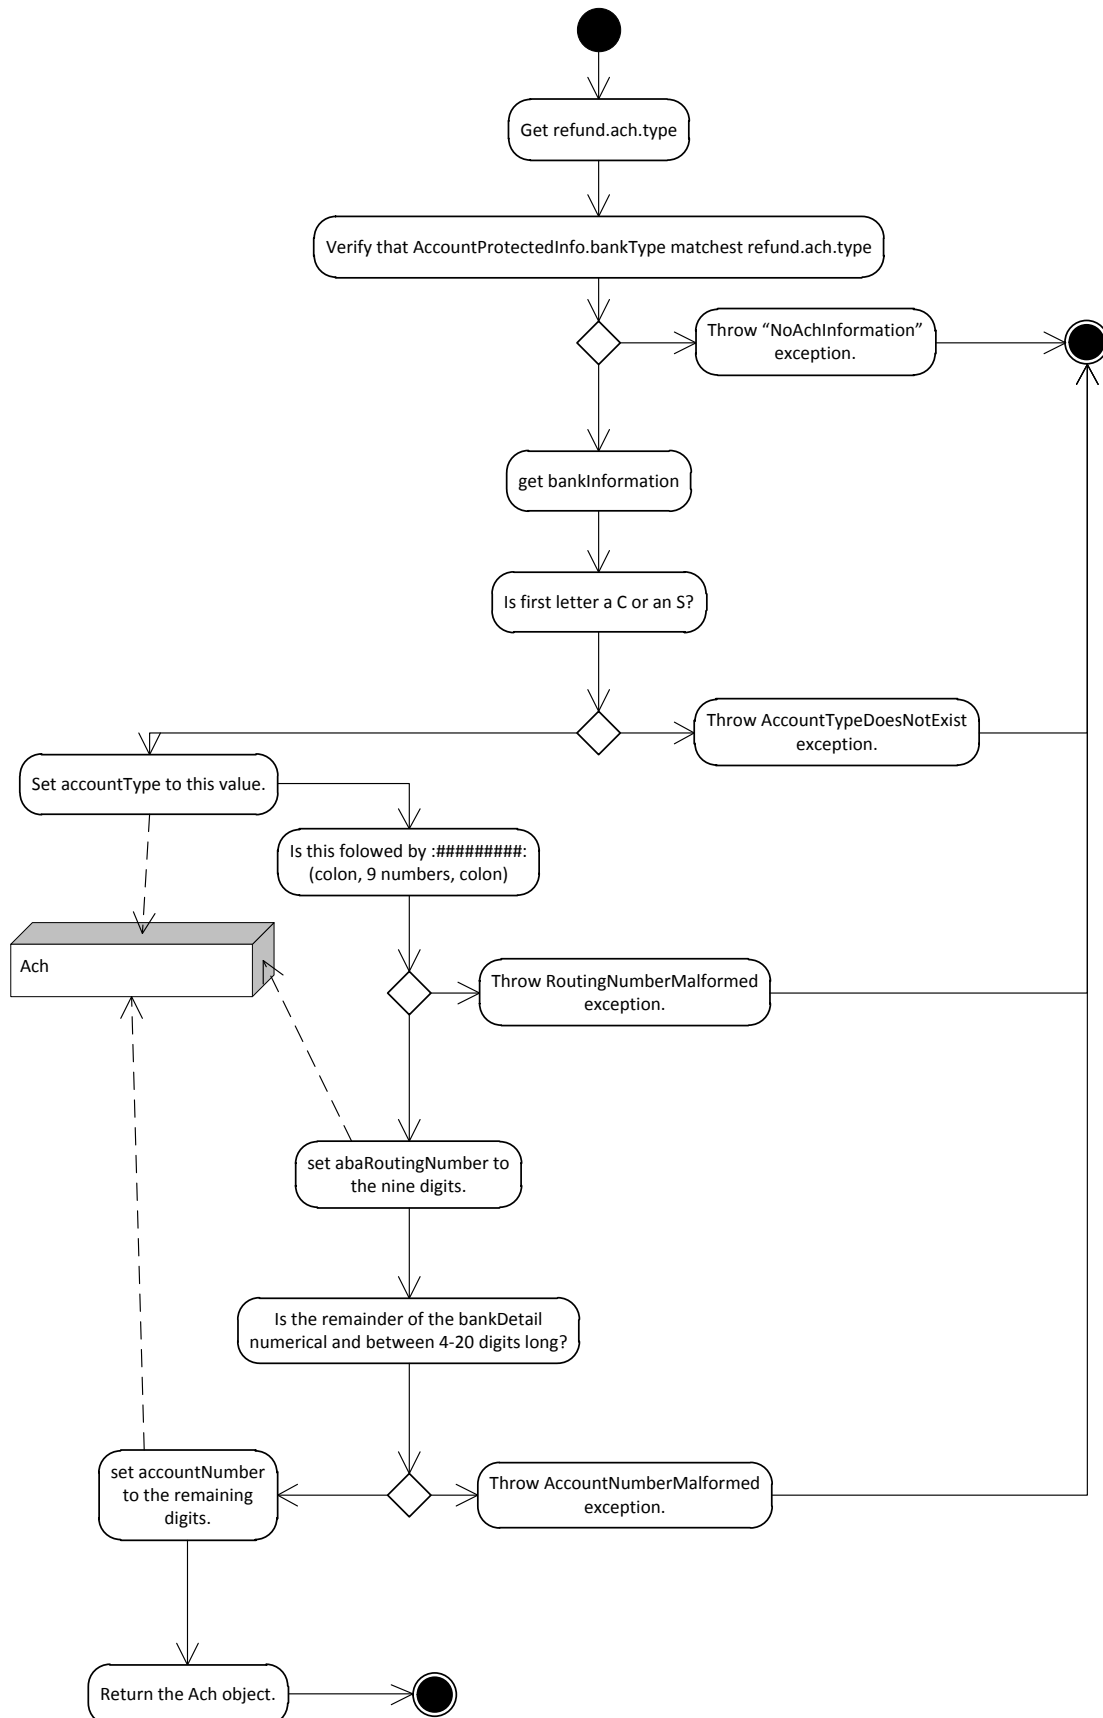 Get refund.ach.type
Verify that AccountProtectedInfo.bankType matchest refund.ach.type
Throw “NoAchInformation”
exception.
get bankInformation
Is first letter a C or an S?
Throw AccountTypeDoesNotExist
exception.
Set accountType to this value.
Is this folowed by :#########:
(colon, 9 numbers, colon)
Ach
Throw RoutingNumberMalformed
exception.
set abaRoutingNumber to
the nine digits.
Is the remainder of the bankDetail
numerical and between 4-20 digits long?
set accountNumber
to the remaining
digits.
Throw AccountNumberMalformed
exception.
Return the Ach object.